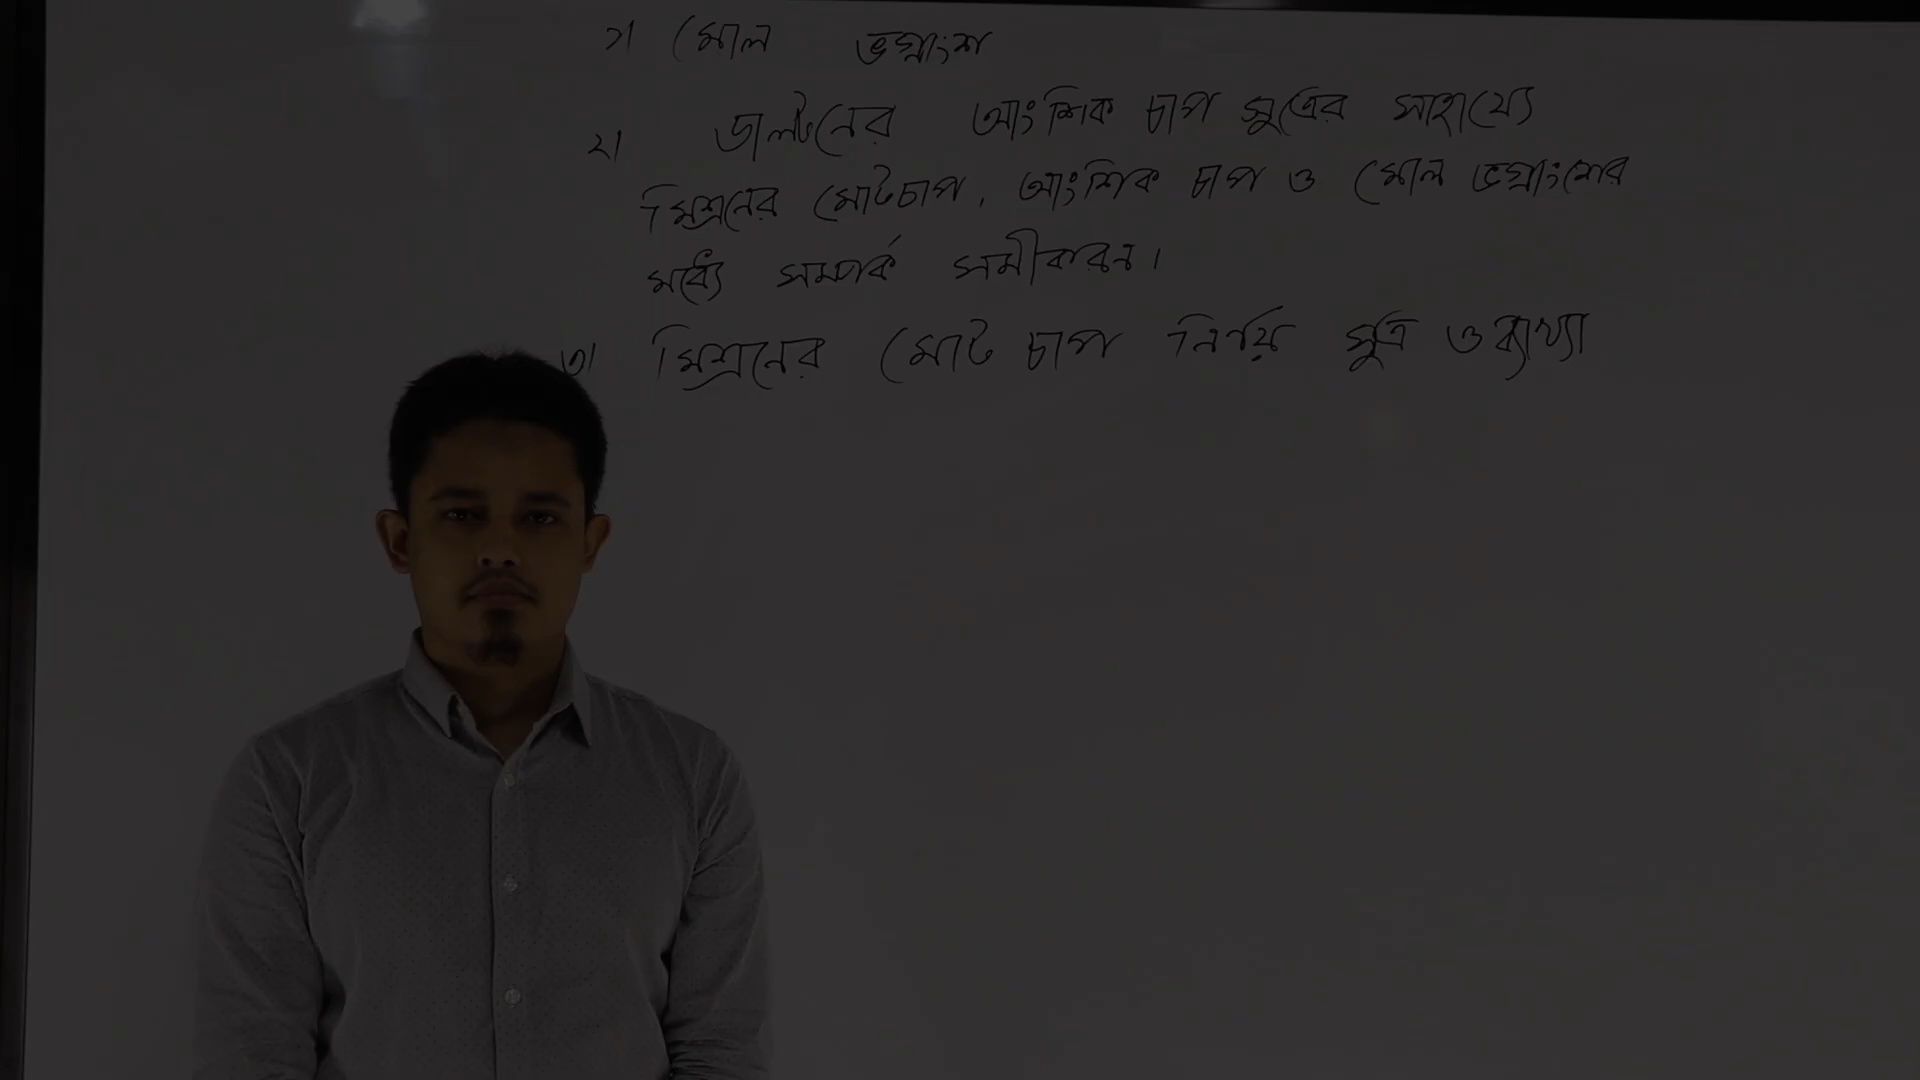 ১। মোল ভগ্নাংশ
২। ডাল্টনের আংশিক চাপ সুত্রের সাহায্যে
মিশ্রনের মোটচাপ, আংশিক চাপ ও মোল ভগ্নাংশের
মধ্যে সম্পর্ক সমীকরন।
৩। মিশ্রনের মোট চাপ নির্ণয় সুত্র ও ব্যাখ্যা